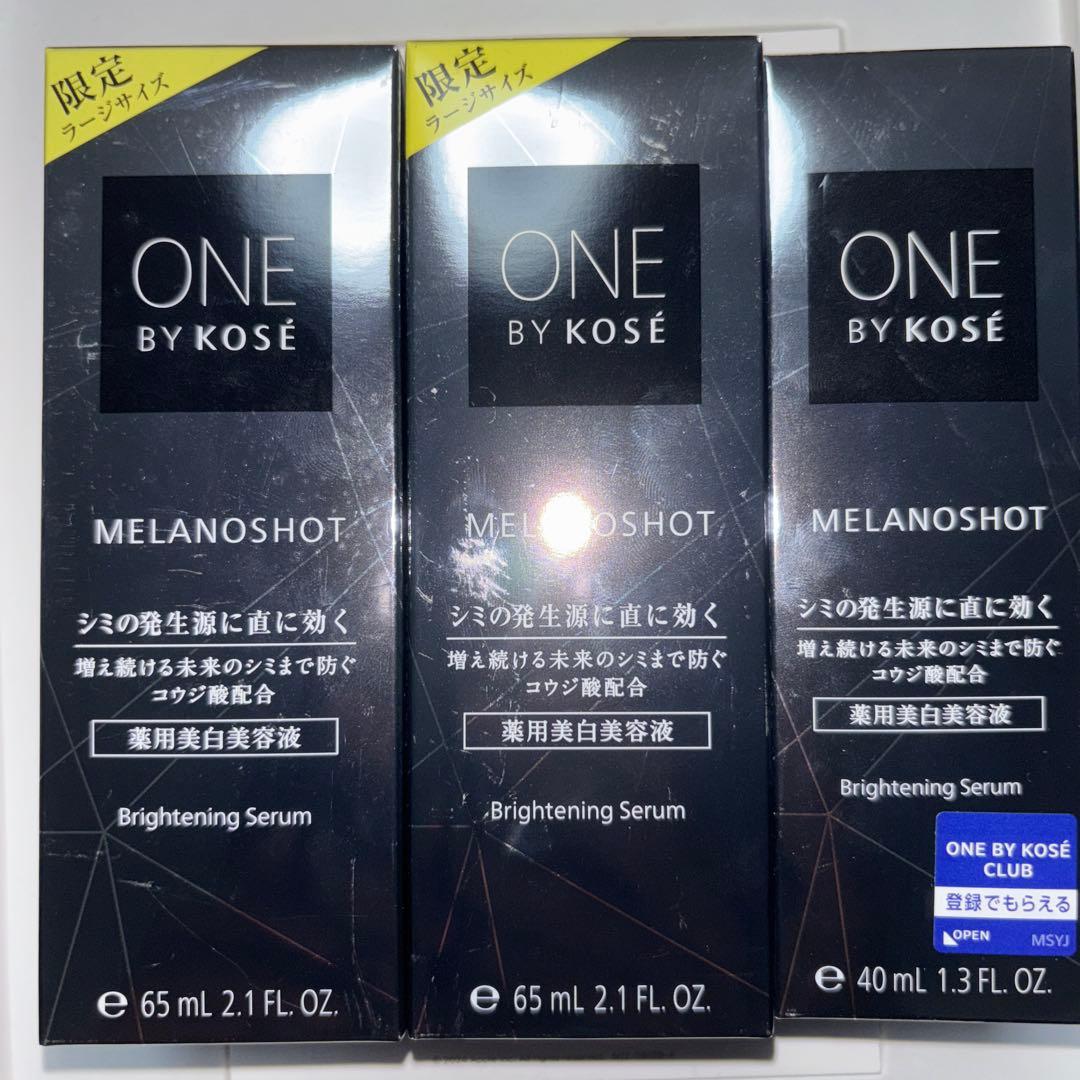 限定
ラージサイズ
ONE
BY KOSÉ
MELANOSHOT
シミの発生源に直に効く
増え続ける未来のシミまで防ぐ
コウジ酸配合
薬用美白美容液
Brightening Serum
e 65 mL 2.1 FL. OZ.
限定
ラージサイズ
ONE
BY KOSÉ
MELANOSHOT
シミの発生源に直に効く
増え続ける未来のシミまで防ぐ
コウジ酸配合
薬用美白美容液
Brightening Serum
e 65 mL 2.1 FL. OZ.
ONE
BY KOSÉ
MELANOSHOT
シミの発生源に直に効く
増え続ける未来のシミまで防ぐ
コウジ酸配合
薬用美白美容液
Brightening Serum
ONE BY KOSÉ
CLUB
登録でもらえる
OPEN MSYJ
e 40 mL 1.3 FL. OZ.